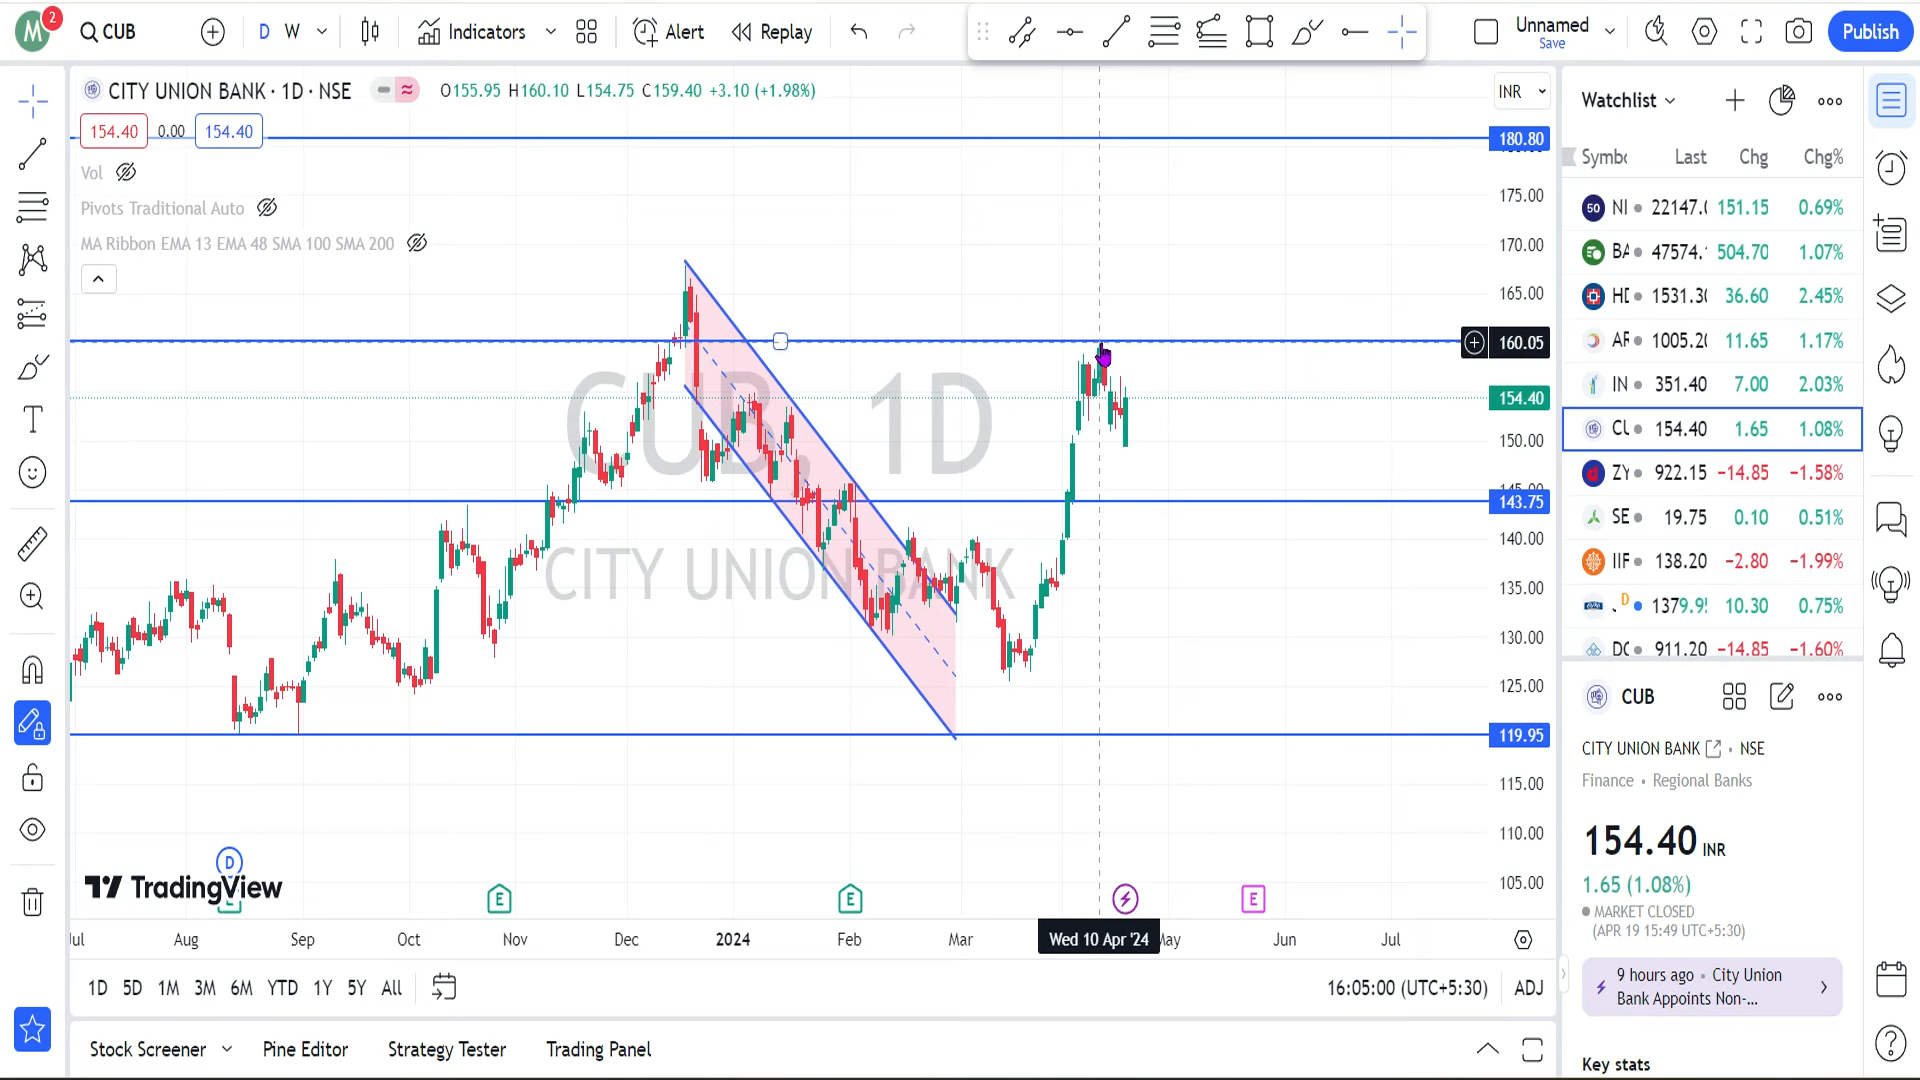 M 2 CUB D W Indicators Alert Replay Unnamed Save Publish
CITY UNION BANK · 1D · NSE O155.95 H160.10 L154.75 C159.40 +3.10 (+1.98%) INR
154.40 0.00 154.40
Vol
Pivots Traditional Auto
MA Ribbon EMA 13 EMA 48 SMA 100 SMA 200
180.80
175.00
170.00
165.00
160.05
154.40
150.00
143.75
140.00
135.00
130.00
125.00
119.95
115.00
110.00
105.00
CUB, 1D
CITY UNION BANK
D
TradingView
E E E
Jul Aug Sep Oct Nov Dec 2024 Feb Mar Wed 10 Apr '24 May Jun Jul
1D 5D 1M 3M 6M YTD 1Y 5Y All 16:05:00 (UTC+5:30) ADJ
Stock Screener Pine Editor Strategy Tester Trading Panel
Watchlist
Last Chg Chg%
50 NI 22147. 151.15 0.69%
BA 47574. 504.70 1.07%
1531.30 36.60 2.45%
1005.20 11.65 1.17%
IN 351.40 7.00 2.03%
154.40 1.65 1.08%
ZY 922.15 −14.85 −1.58%
SE 19.75 0.10 0.51%
IIF 138.20 −2.80 −1.99%
D 1379.95 10.30 0.75%
911.20 −14.85 −1.60%
CUB
CITY UNION BANK • NSE
Finance • Regional Banks
154.40 INR
1.65 (1.08%)
MARKET CLOSED
(APR 19 15:49 UTC+5:30)
9 hours ago • City Union
Bank Appoints Non-...
Key stats